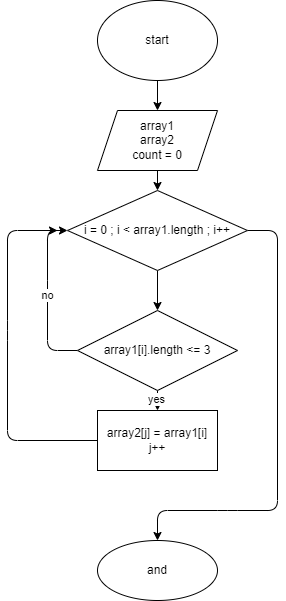 start
array1
array2
count = 0
i = 0 ; i < array1.length ; i++
no
array1[i].length <= 3
yes
array2[j] = array1[i]
j++
and